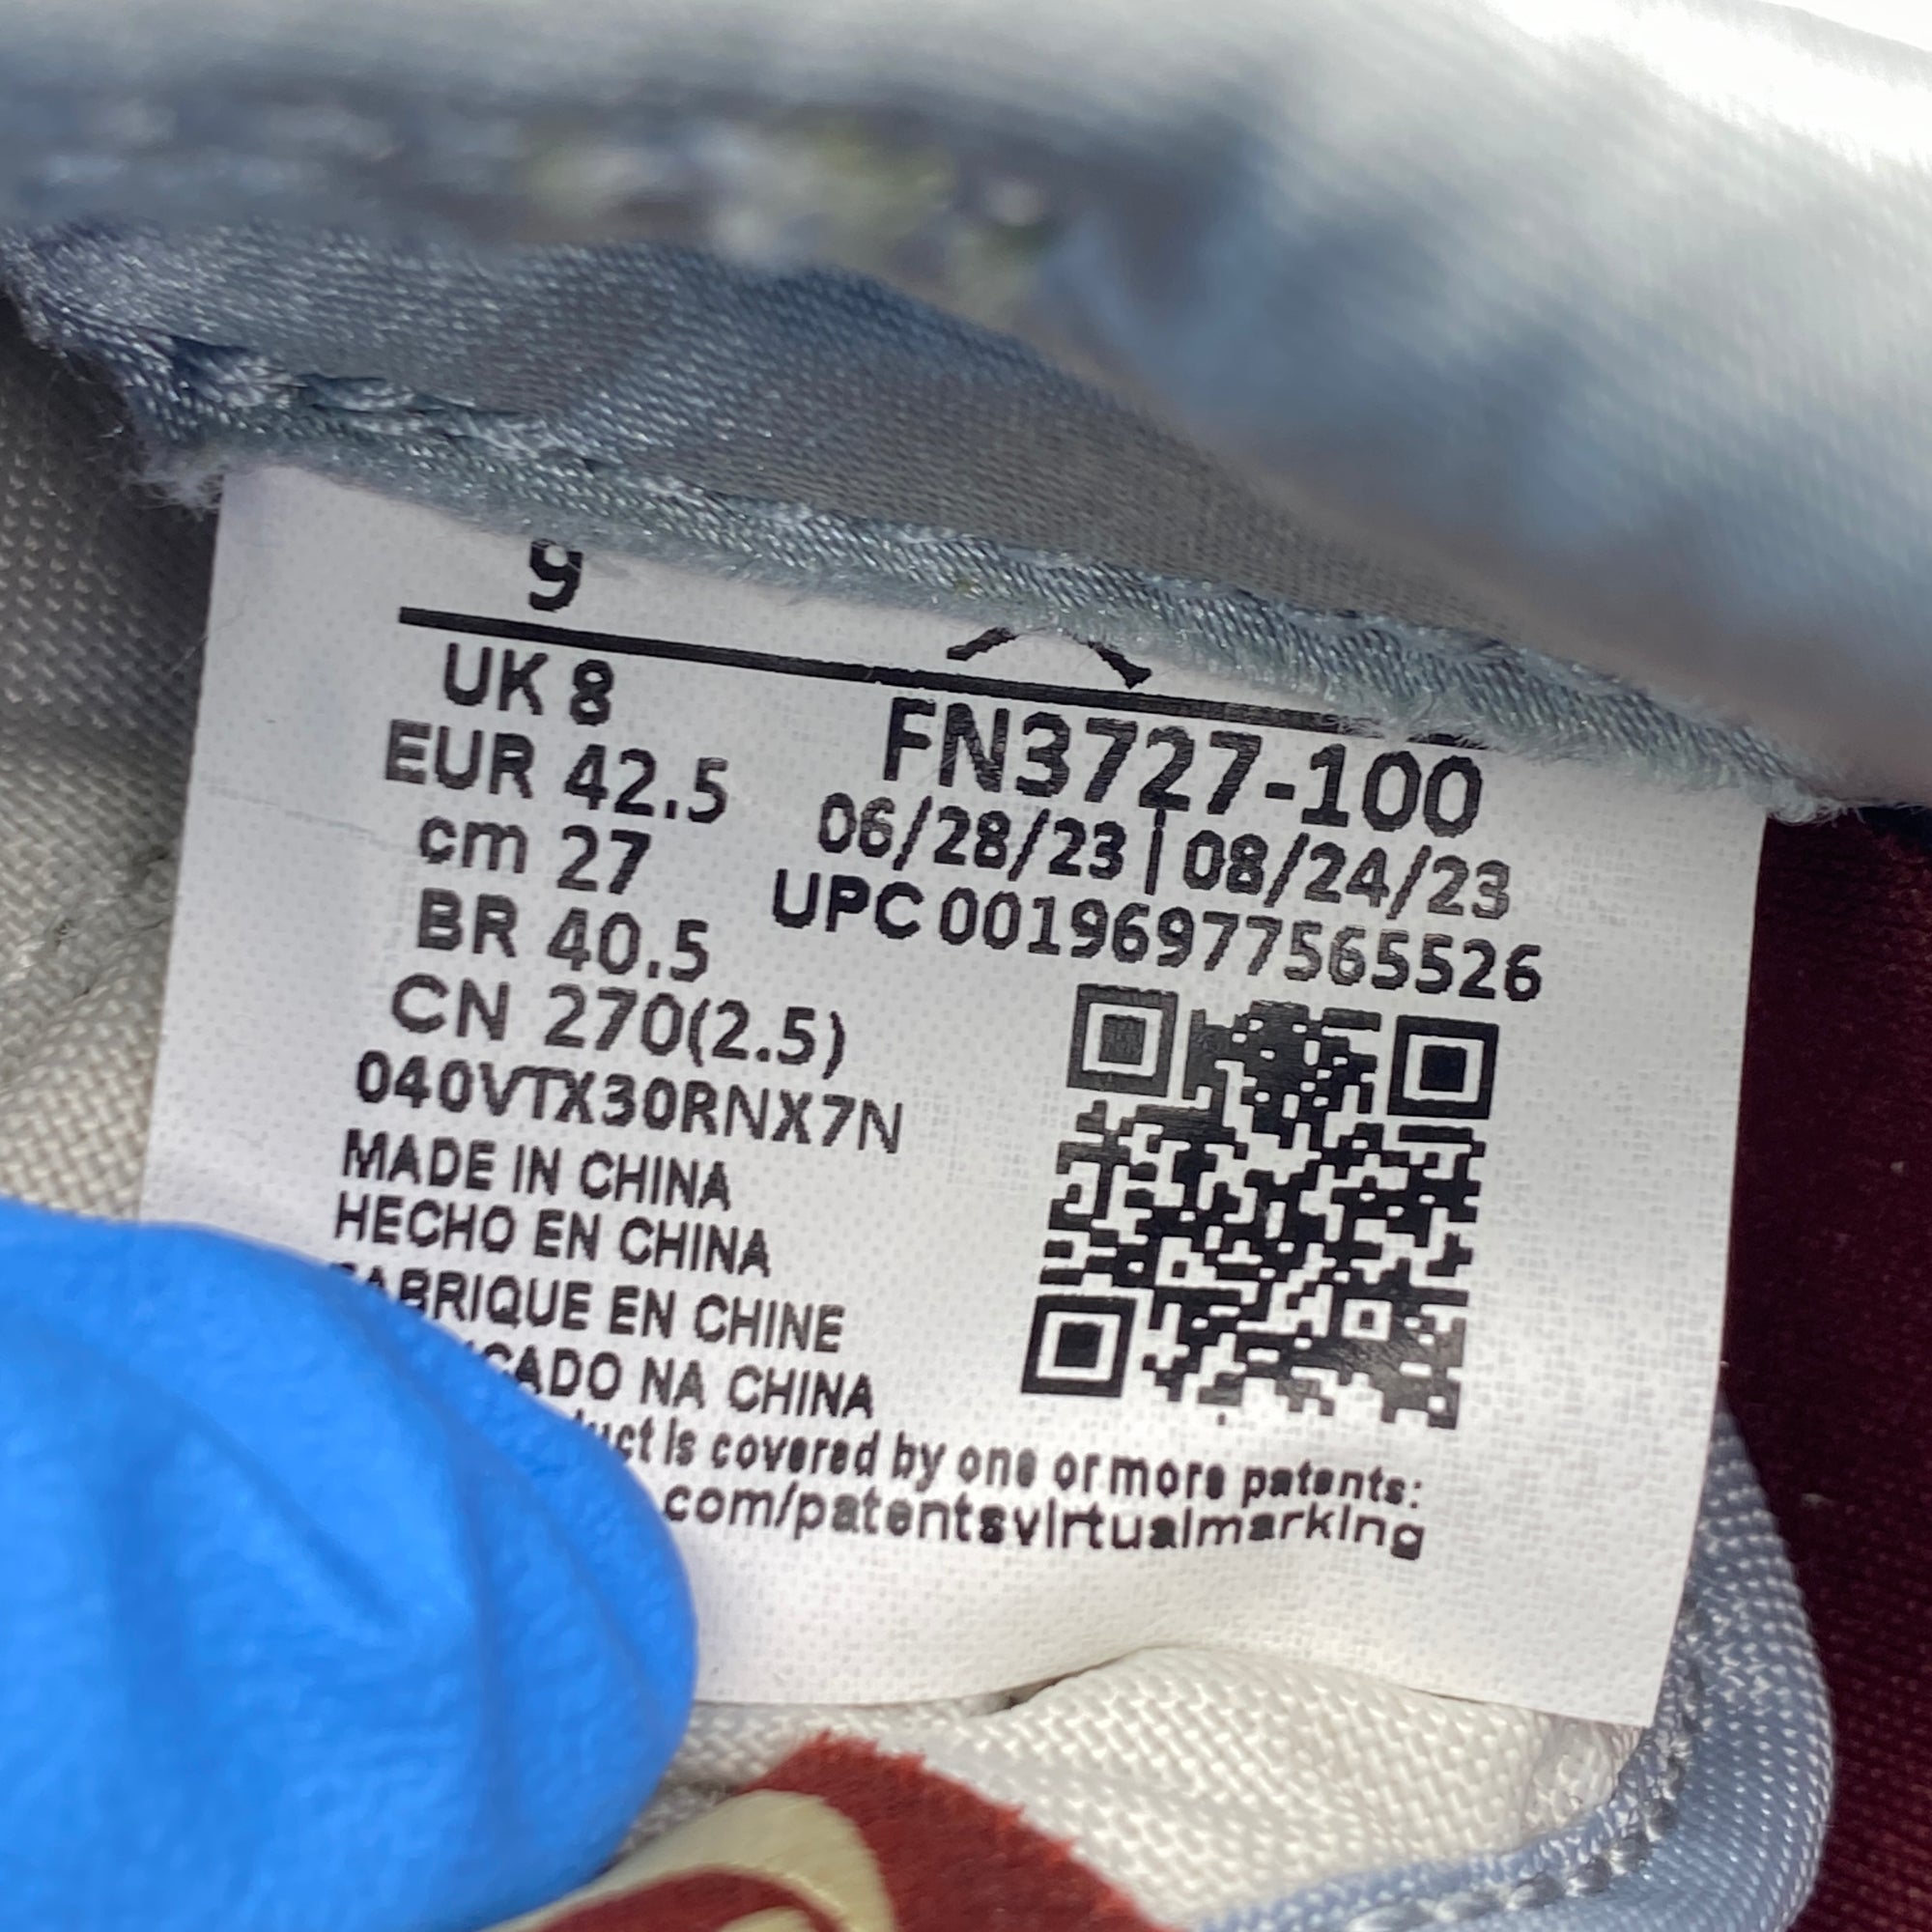 9
UK 8
EUR 42.5
cm 27
BR 40.5
CN 270(2.5)
FN3727-100
06/28/23|08/24/23
UPC 00196977565526
040VTX30RNX7N
MADE IN CHINA
HECHO EN CHINA
EN CHINE
NA CHINA
is covered by one or more patents:
.com/patentsvirtualmarking